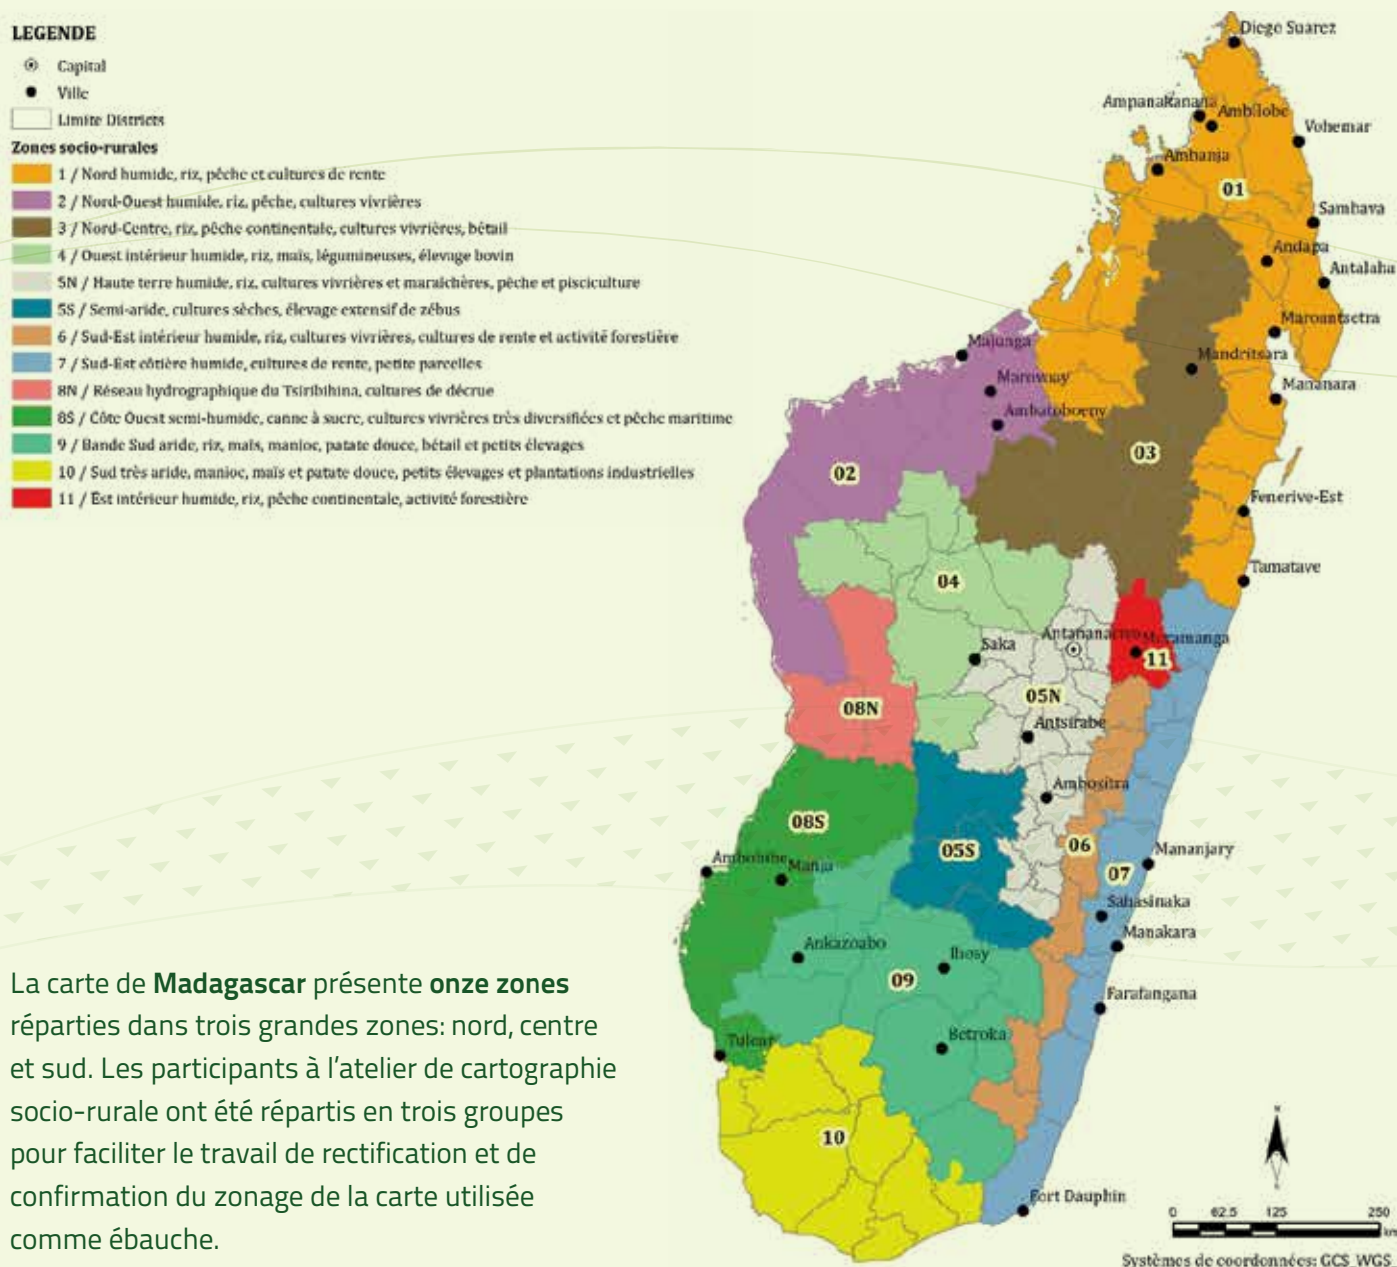 LEGENDE
Capital
Ville
Limite Districts
Zones socio-rurales
1 / Nord humide, riz, pêche et cultures de rente
2 / Nord-Ouest humide, riz, pêche, cultures vivrières
3 / Nord-Centre, riz, pêche continentale, cultures vivrières, bétail
4 / Ouest intérieur humide, riz, maïs, légumineuses, élevage bovin
5N / Haute terre humide, riz, cultures vivrières et maraîchères, pêche et pisciculture
5S / Semi-aride, cultures sèches, élevage extensif de zébus
6 / Sud-Est intérieur humide, riz, cultures vivrières, cultures de rente et activité forestière
7 / Sud-Est côtière humide, cultures de rente, petite parcelles
8N / Réseau hydrographique du Tsiribihina, cultures de décrue
8S / Côte Ouest semi-humide, canne à sucre, cultures vivrières très diversifiées et pêche maritime
9 / Bande Sud aride, riz, maïs, manioc, patate douce, bétail et petits élevages
10 / Sud très aride, manioc, maïs et patate douce, petits élevages et plantations industrielles
11 / Est intérieur humide, riz, pêche continentale, activité forestière
Diego Suarez
Ampanakanana
Ambilobe
Vohemar
Ambanja
01
Sambava
Andapa
Antalaha
Maroantsetra
Majunga
Mandritsara
Marovoay
Mananara
Ambatoboeny
03
02
Fenerive-Est
Tamatave
04
Moramanga
Saka
11
05N
08N
Antsirabe
Ambositra
08S
05S
06
Mananjary
07
Manja
Sahasinaka
Manakara
Ankazoabo
Ihosy
09
Farafangana
Betroka
Tulear
10
Fort Dauphin
La carte de Madagascar présente onze zones
réparties dans trois grandes zones: nord, centre
et sud. Les participants à l'atelier de cartographie
socio-rurale ont été répartis en trois groupes
pour faciliter le travail de rectification et de
confirmation du zonage de la carte utilisée
comme ébauche.
N
0 62.5 125 250
km
Systèmes de coordonnées: GCS_WGS